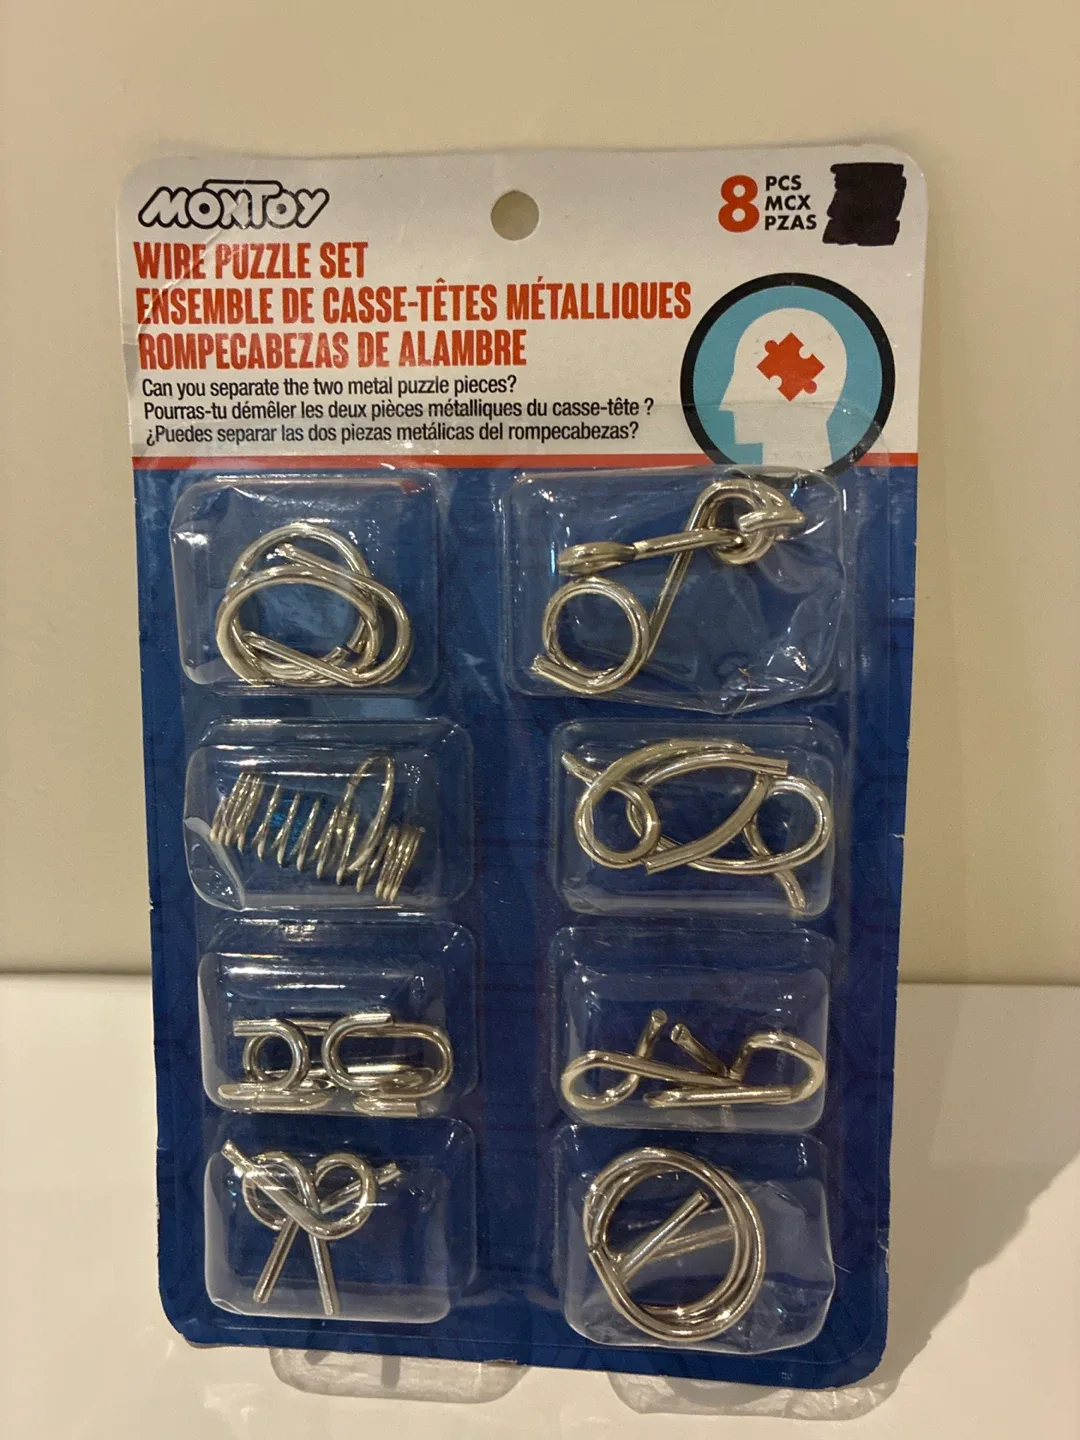 MONTOY
8 PCS
MCX
PZAS
WIRE PUZZLE SET
ENSEMBLE DE CASSE-TÊTES MÉTALLIQUES
ROMPECABEZAS DE ALAMBRE
Can you separate the two metal puzzle pieces?
Pourras-tu démêler les deux pièces métalliques du casse-tête ?
¿Puedes separar las dos piezas metálicas del rompecabezas?